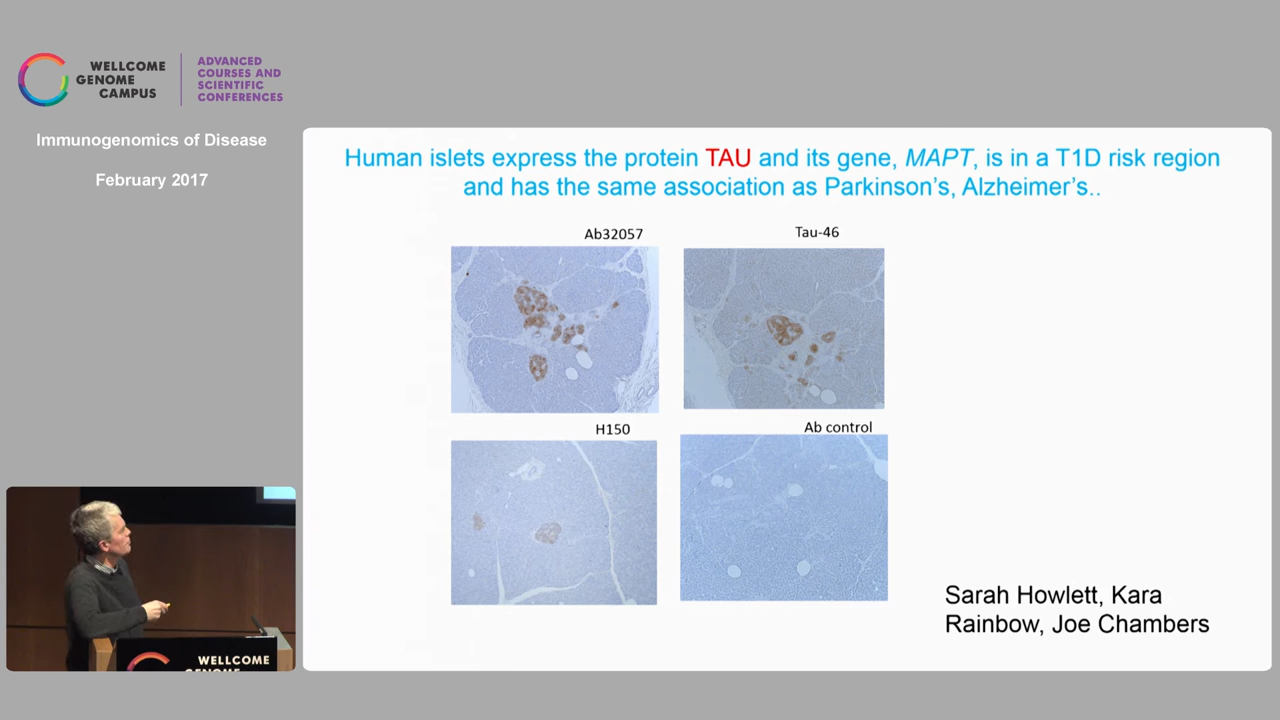 WELLCOME
GENOME
CAMPUS
ADVANCED
COURSES AND
SCIENTIFIC
CONFERENCES
Immunogenomics of Disease
February 2017
Human islets express the protein TAU and its gene, MAPT, is in a T1D risk region
and has the same association as Parkinson's, Alzheimer's..
Ab32057
Tau-46
H150
Ab control
Sarah Howlett, Kara
Rainbow, Joe Chambers
WELLCOME
GENOME